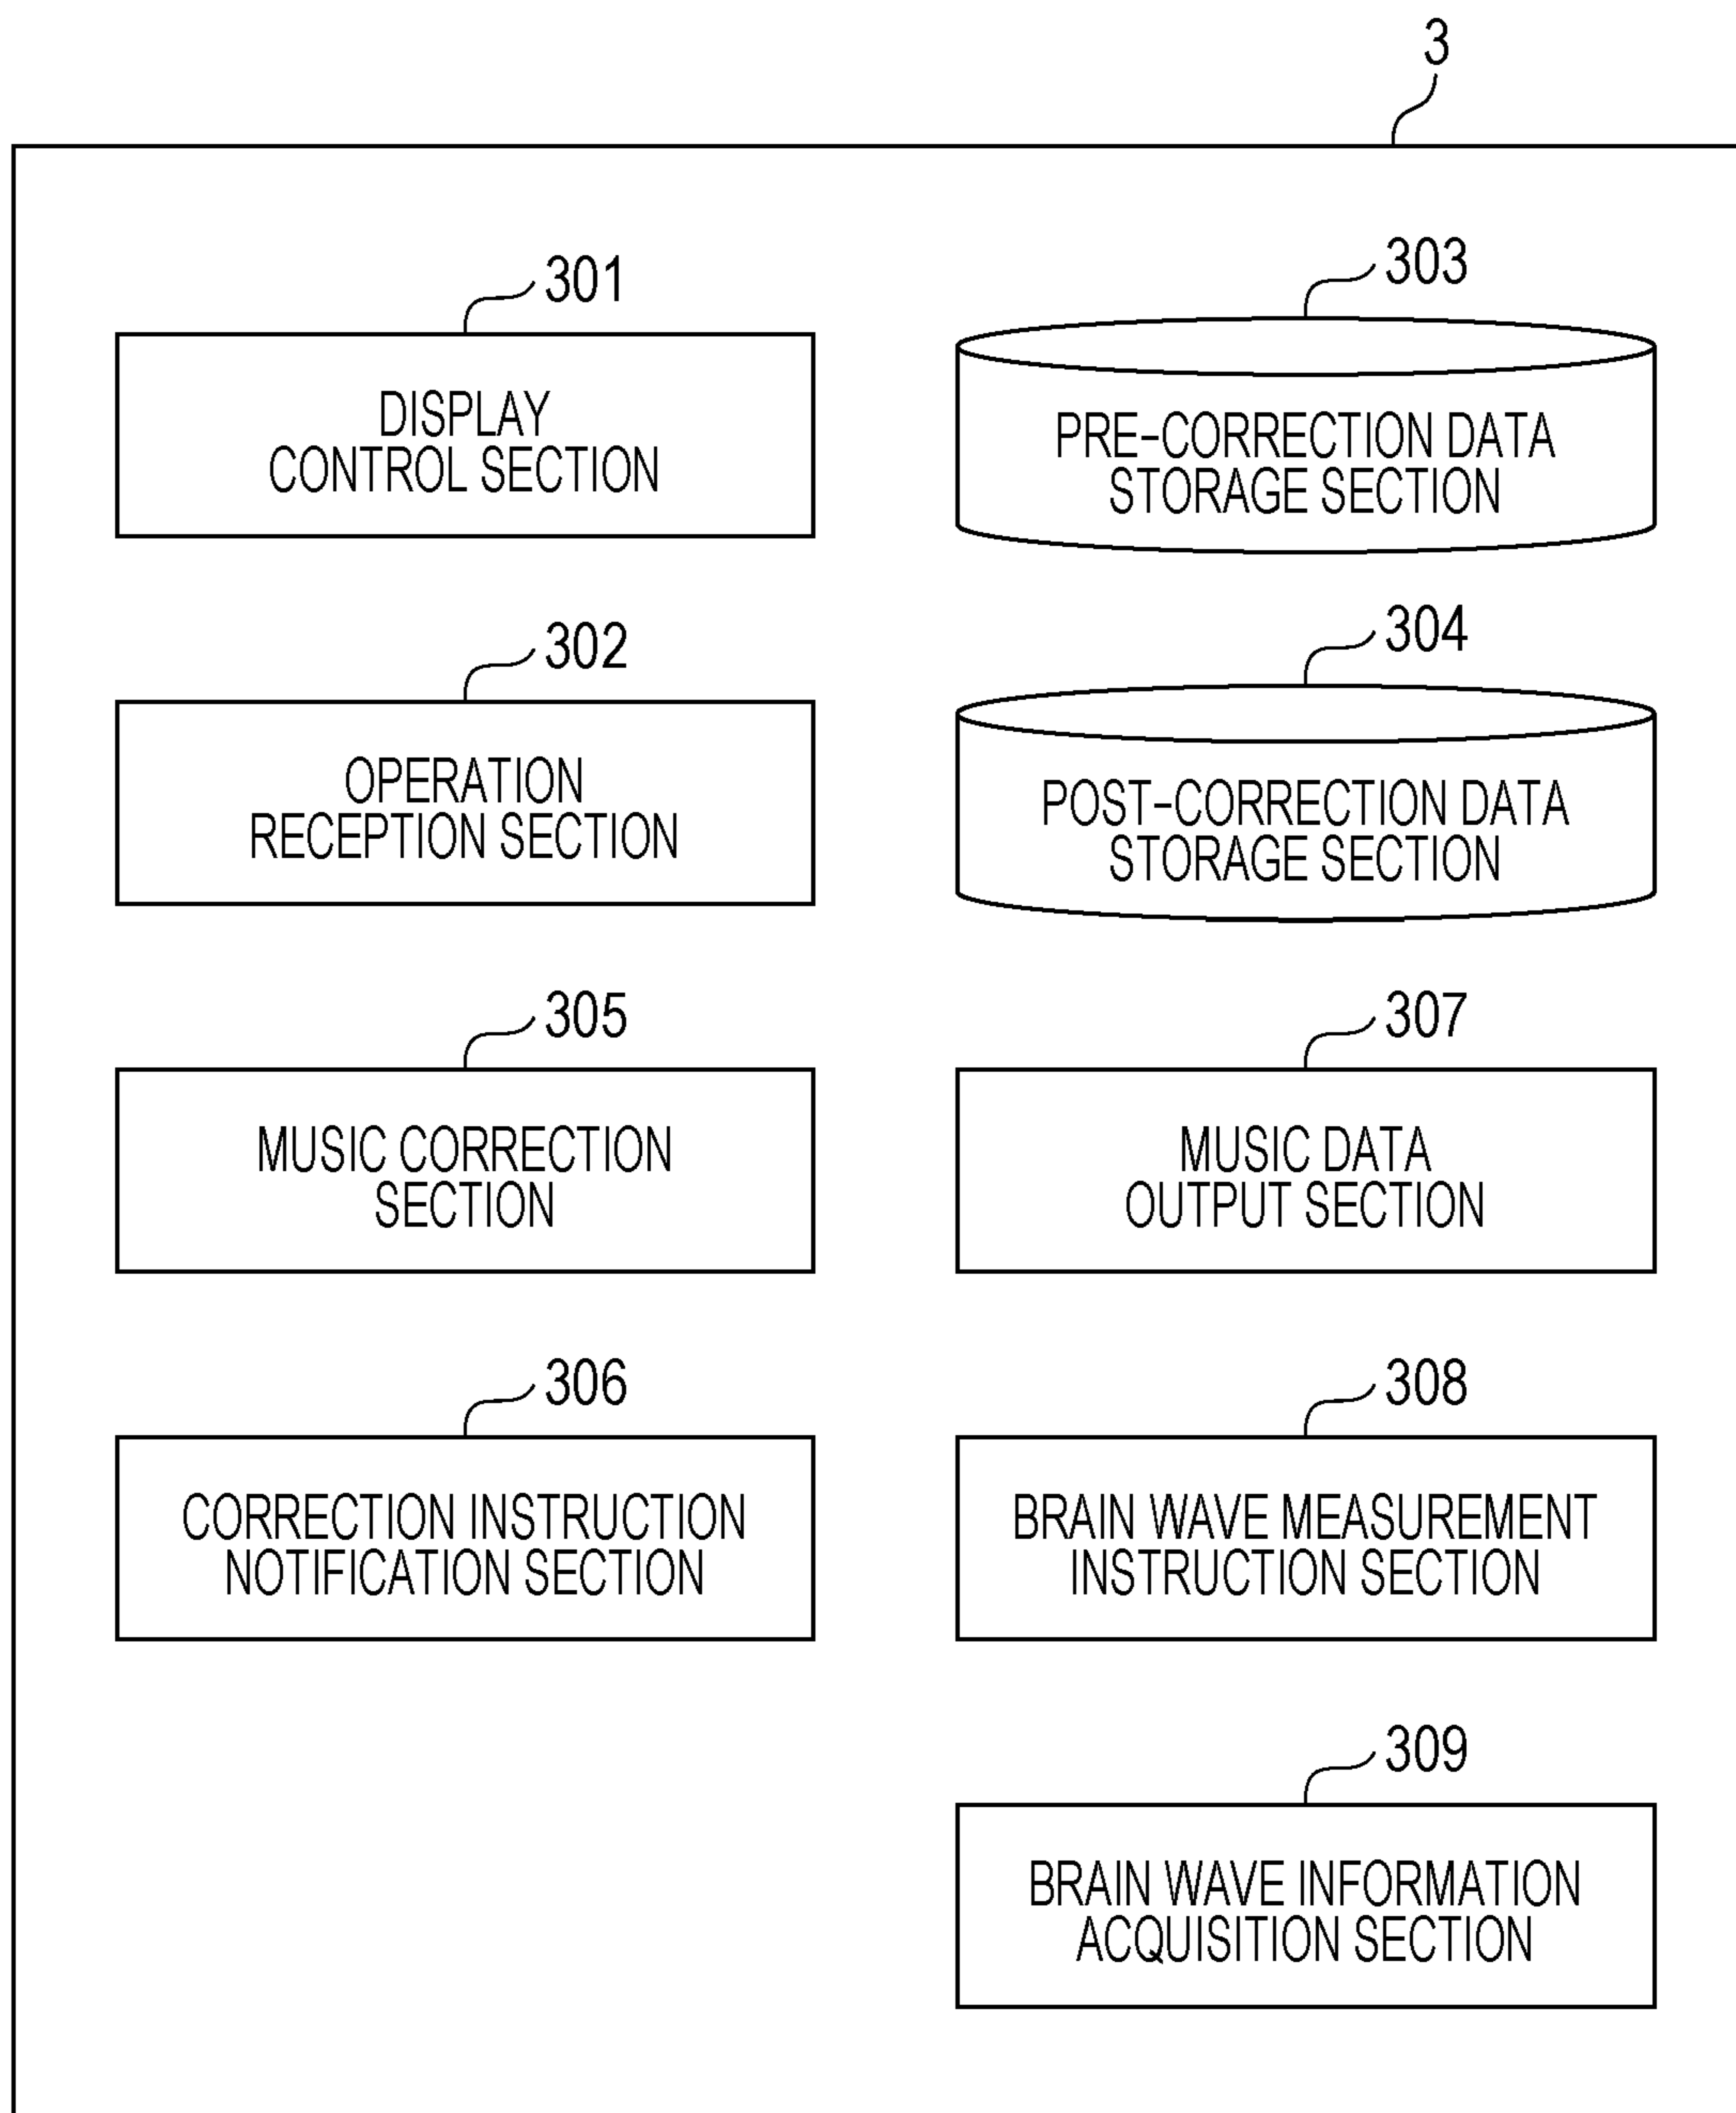 3
301
DISPLAY
CONTROL SECTION
303
PRE-CORRECTION DATA
STORAGE SECTION
302
OPERATION
RECEPTION SECTION
304
POST-CORRECTION DATA
STORAGE SECTION
305
MUSIC CORRECTION
SECTION
307
MUSIC DATA
OUTPUT SECTION
306
CORRECTION INSTRUCTION
NOTIFICATION SECTION
308
BRAIN WAVE MEASUREMENT
INSTRUCTION SECTION
309
BRAIN WAVE INFORMATION
ACQUISITION SECTION